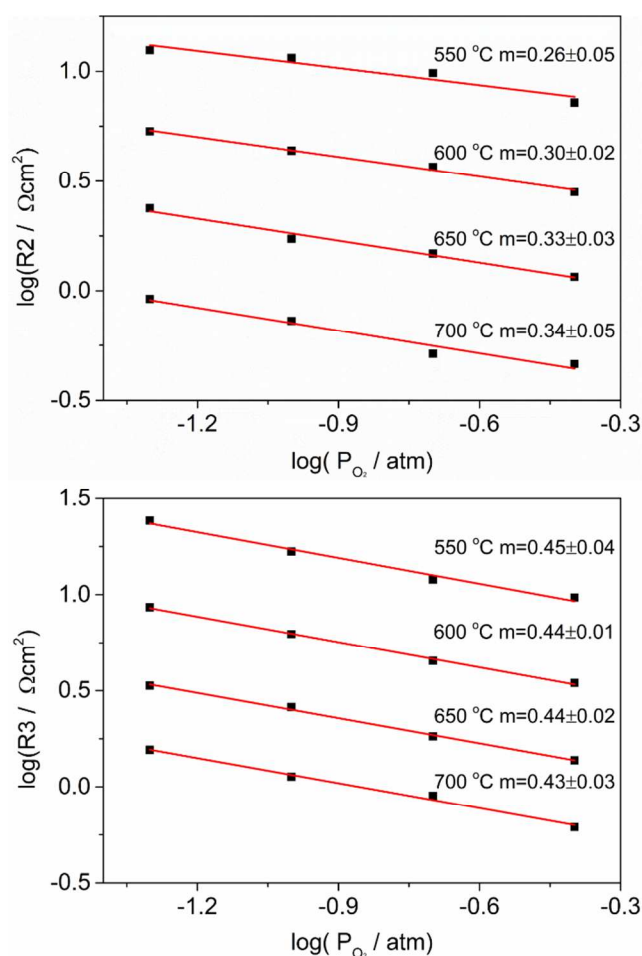 1.0
0.5
0.0
-0.5
log(R2 / Ωcm²)
550 °C m=0.26±0.05
600 °C m=0.30±0.02
650 °C m=0.33±0.03
700 °C m=0.34±0.05
-1.2 -0.9 -0.6 -0.3
log( P_O₂ / atm)
1.5
1.0
0.5
0.0
-0.5
log(R3 / Ωcm²)
550 °C m=0.45±0.04
600 °C m=0.44±0.01
650 °C m=0.44±0.02
700 °C m=0.43±0.03
-1.2 -0.9 -0.6 -0.3
log( P_O₂ / atm)